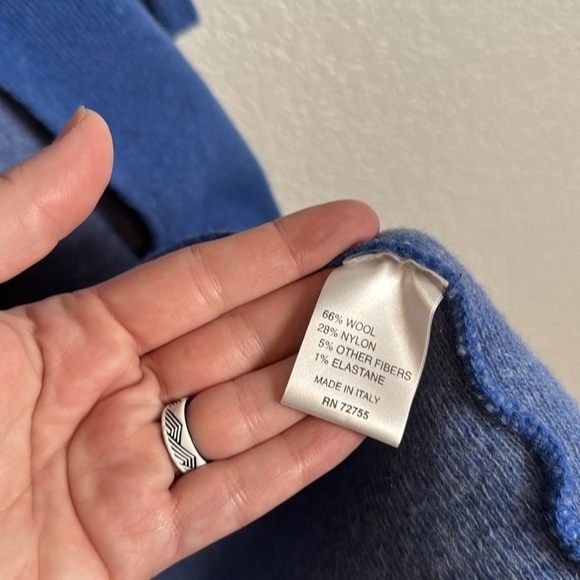 66% WOOL
28% NYLON
5% OTHER FIBERS
1% ELASTANE
MADE IN ITALY
RN 72755